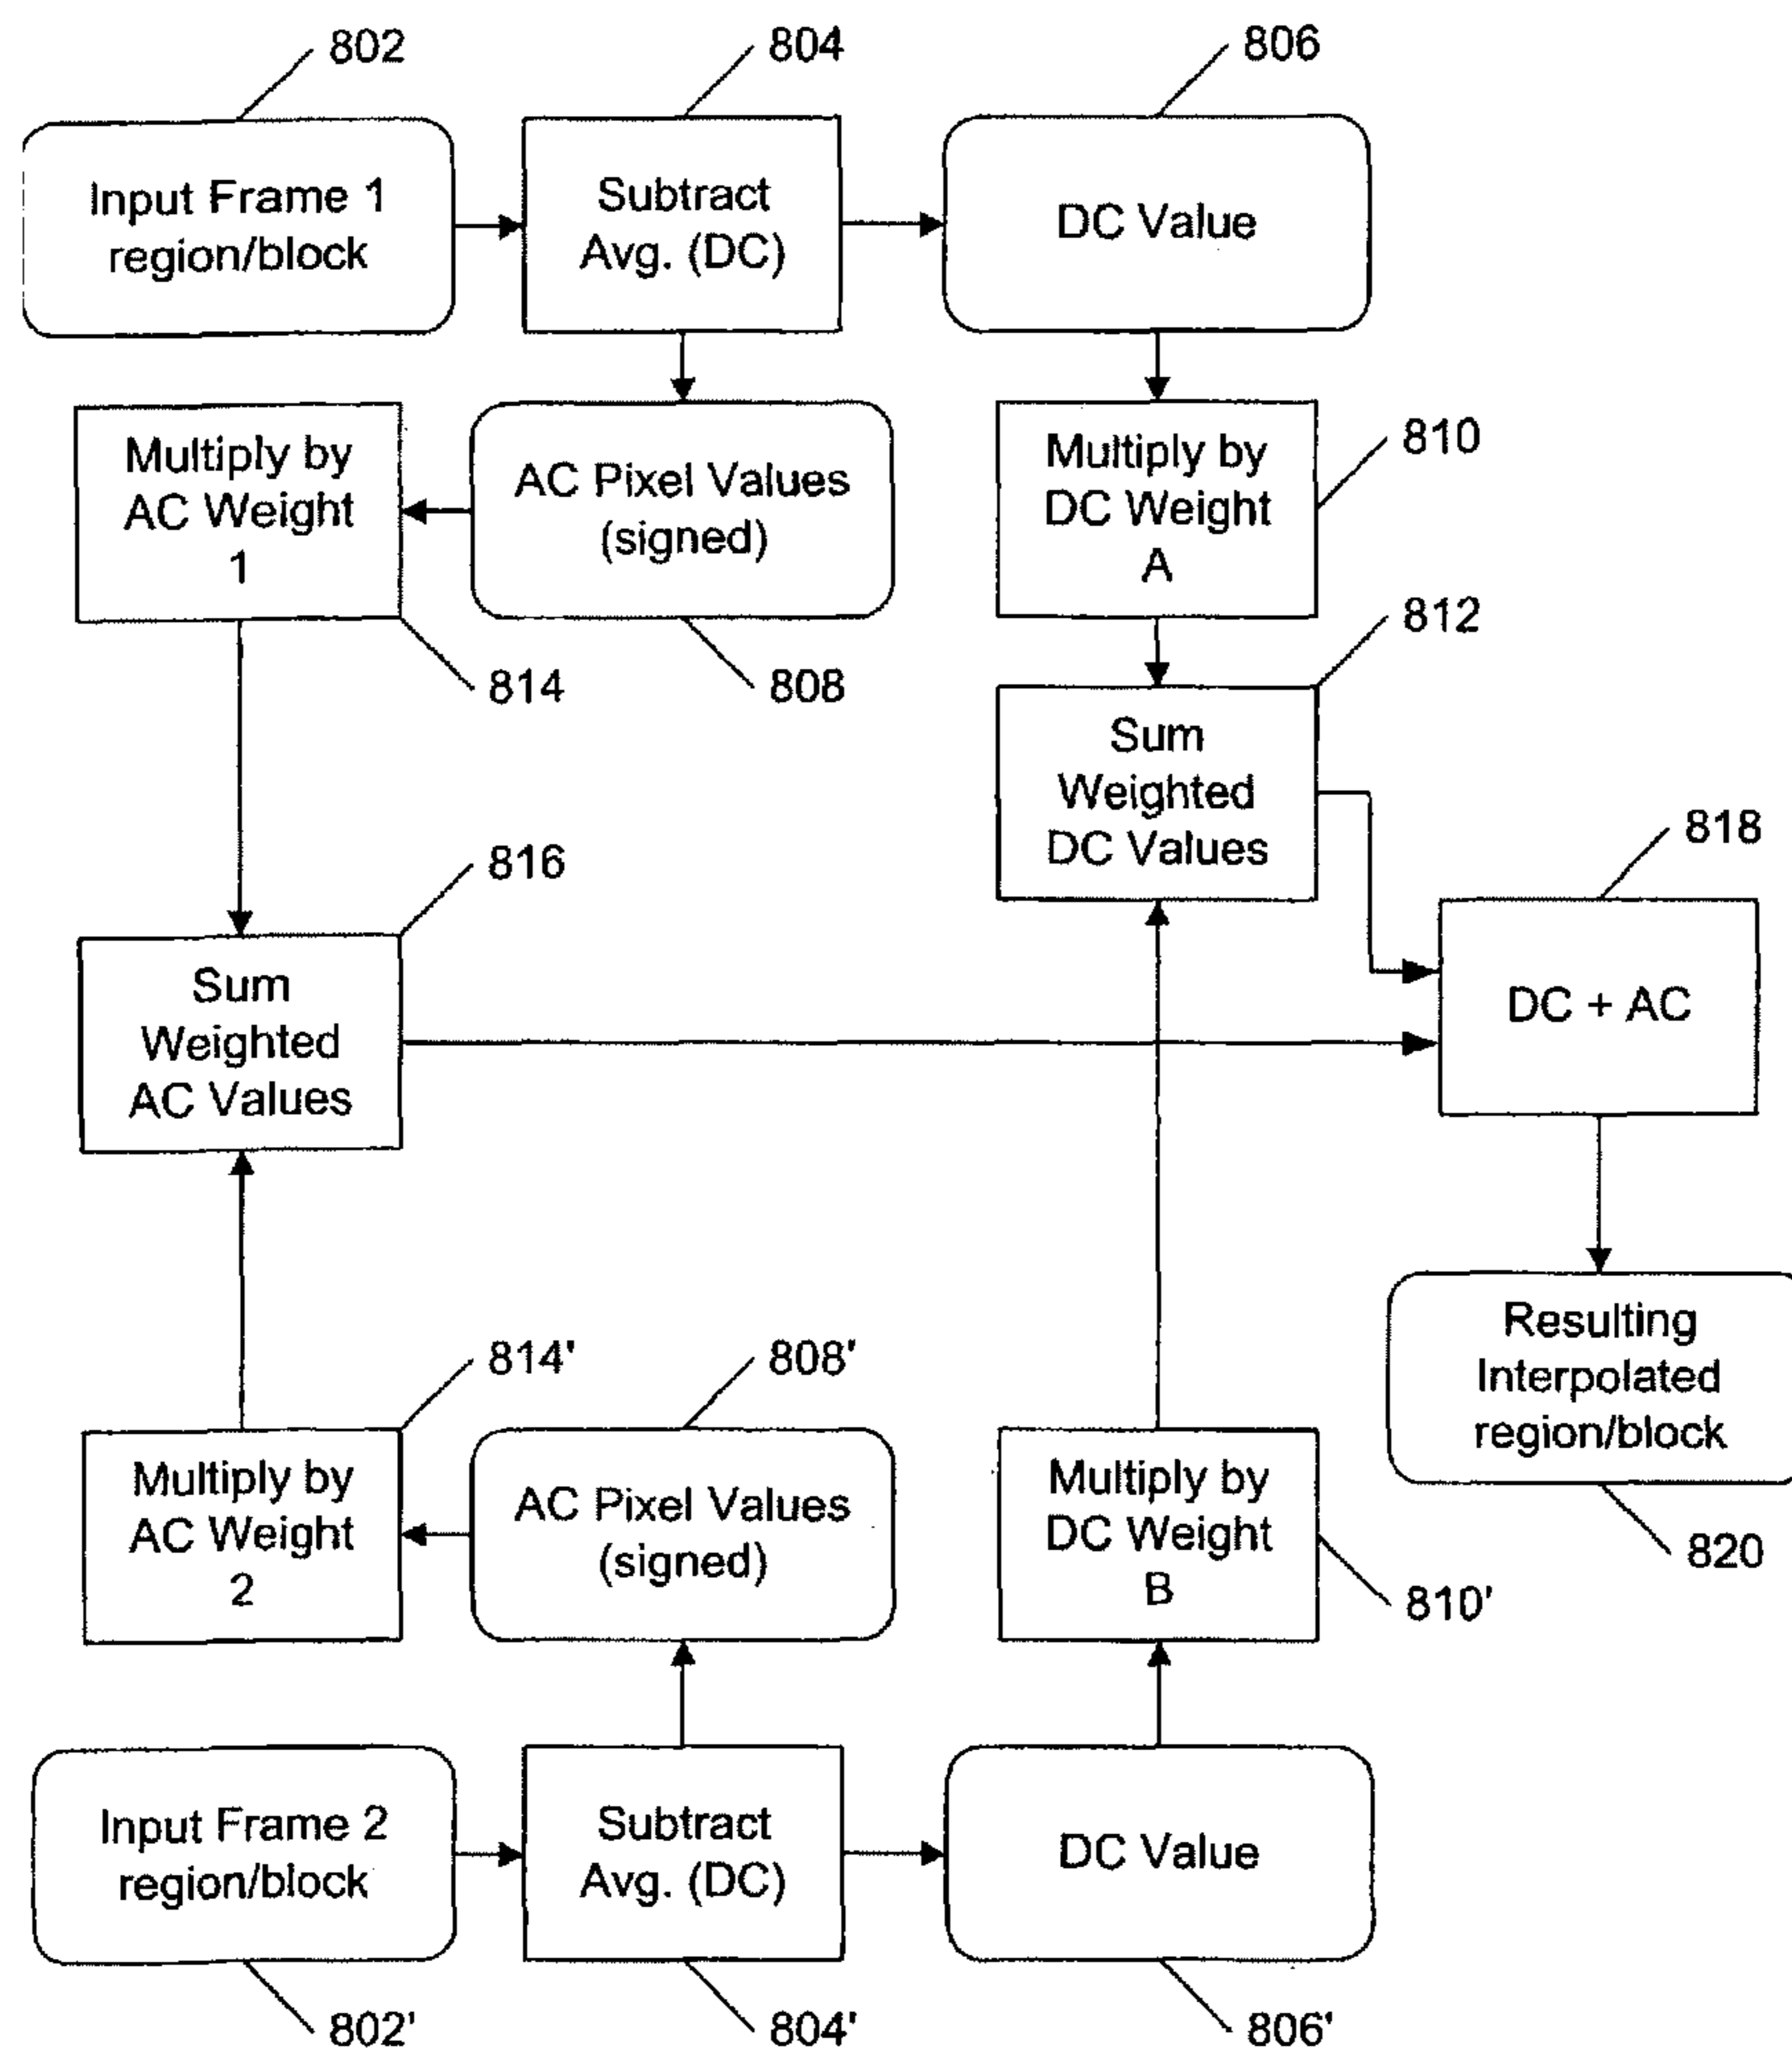 802
804
806
Input Frame 1
region/block
Subtract
Avg. (DC)
DC Value
Multiply by
AC Weight
1
AC Pixel Values
(signed)
Multiply by
DC Weight
A
810
812
814
808
Sum
Weighted
DC Values
818
816
Sum
Weighted
AC Values
DC + AC
Resulting
Interpolated
region/block
814'
808'
Multiply by
AC Weight
2
AC Pixel Values
(signed)
Multiply by
DC Weight
B
820
810'
Input Frame 2
region/block
Subtract
Avg. (DC)
DC Value
802'
804'
806'